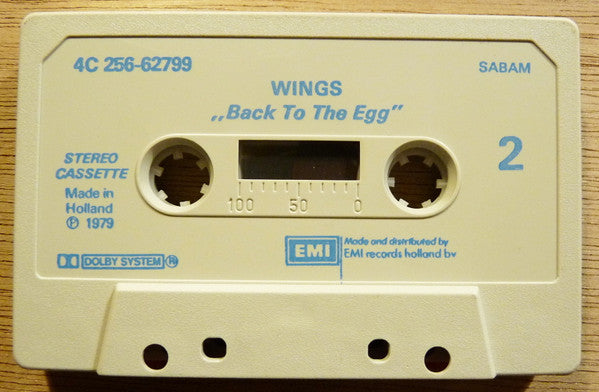 4C 256-62799
SABAM
WINGS
„Back To The Egg"
2
STEREO
CASSETTE
Made in
Holland
℗ 1979
100 50 0
DOLBY SYSTEM ®
EMI
Made and distributed by
EMI records holland bv